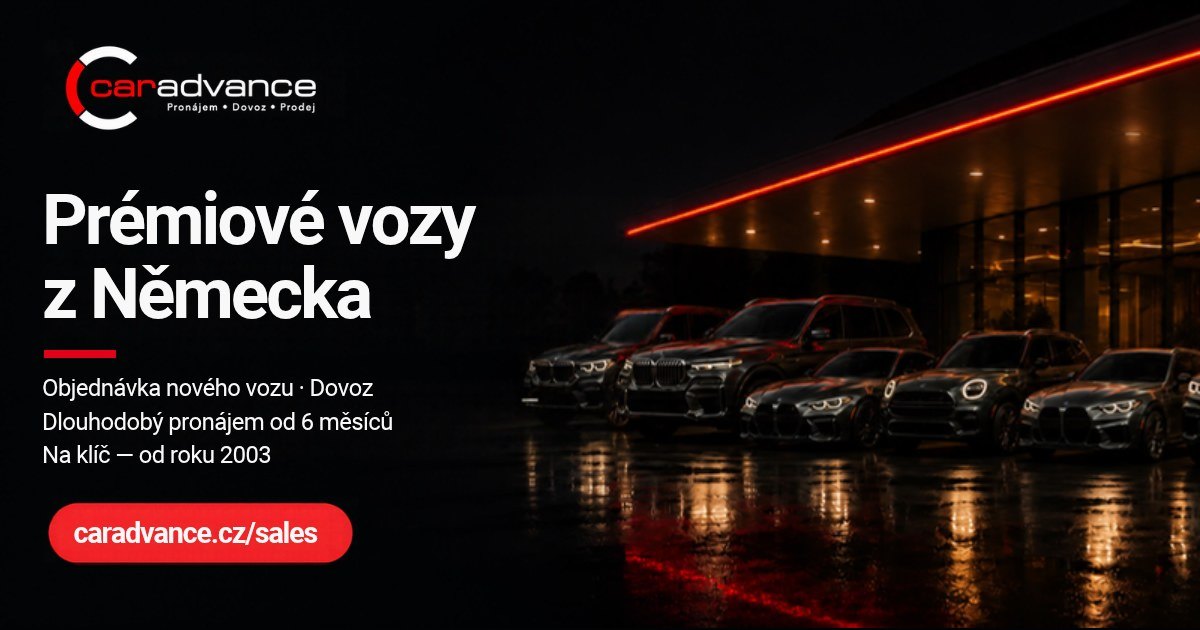 caradvance
Pronájem • Dovoz • Prodej
Prémiové vozy
z Německa
Objednávka nového vozu · Dovoz
Dlouhodobý pronájem od 6 měsíců
Na klíč — od roku 2003
caradvance.cz/sales